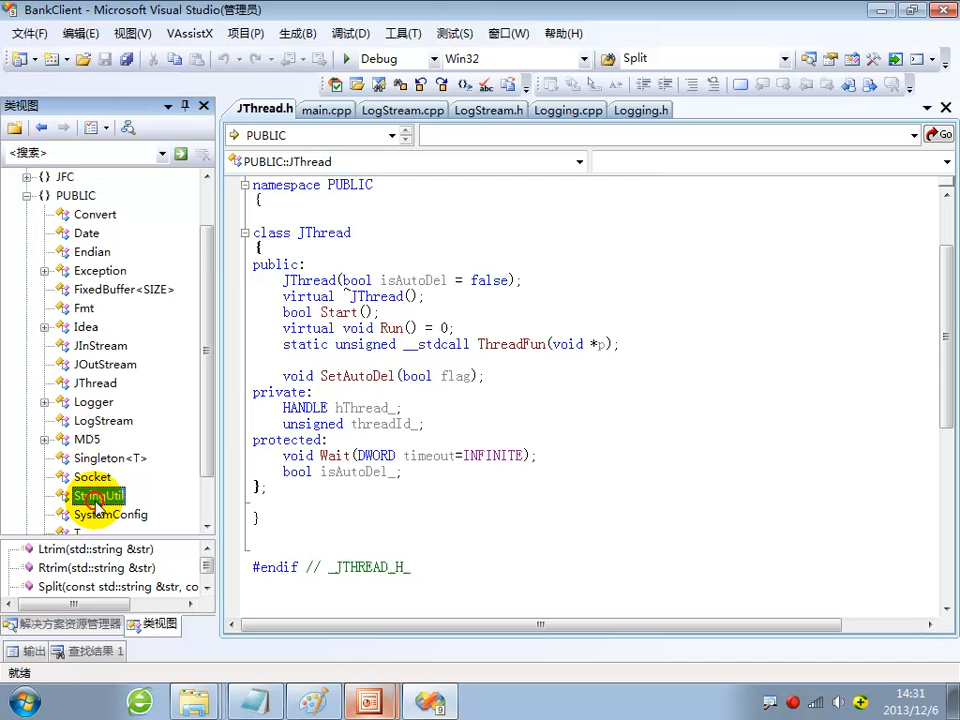 BankClient - Microsoft Visual Studio(管理员)
文件(F) 编辑(E) 视图(V) VAssistX 项目(P) 生成(B) 调试(D) 工具(T) 测试(S) 窗口(W) 帮助(H)
Debug Win32 Split
类视图
JThread.h main.cpp LogStream.cpp LogStream.h Logging.cpp Logging.h
PUBLIC Go
<搜索>
PUBLIC::JThread
{} JFC
{} PUBLIC
Convert
Date
Endian
Exception
FixedBuffer<SIZE>
Fmt
Idea
JInStream
JOutStream
JThread
Logger
LogStream
MD5
Singleton<T>
Socket
StringUtil
SystemConfig
Ltrim(std::string &str)
Rtrim(std::string &str)
Split(const std::string &str, co
解决方案资源管理器 类视图
namespace PUBLIC
{
class JThread
{
public:
JThread(bool isAutoDel = false);
virtual ~JThread();
bool Start();
virtual void Run() = 0;
static unsigned __stdcall ThreadFun(void *p);
void SetAutoDel(bool flag);
private:
HANDLE hThread_;
unsigned threadId_;
protected:
void Wait(DWORD timeout=INFINITE);
bool isAutoDel_;
};
}
#endif // _JTHREAD_H_
输出 查找结果 1
就绪
14:31
2013/12/6